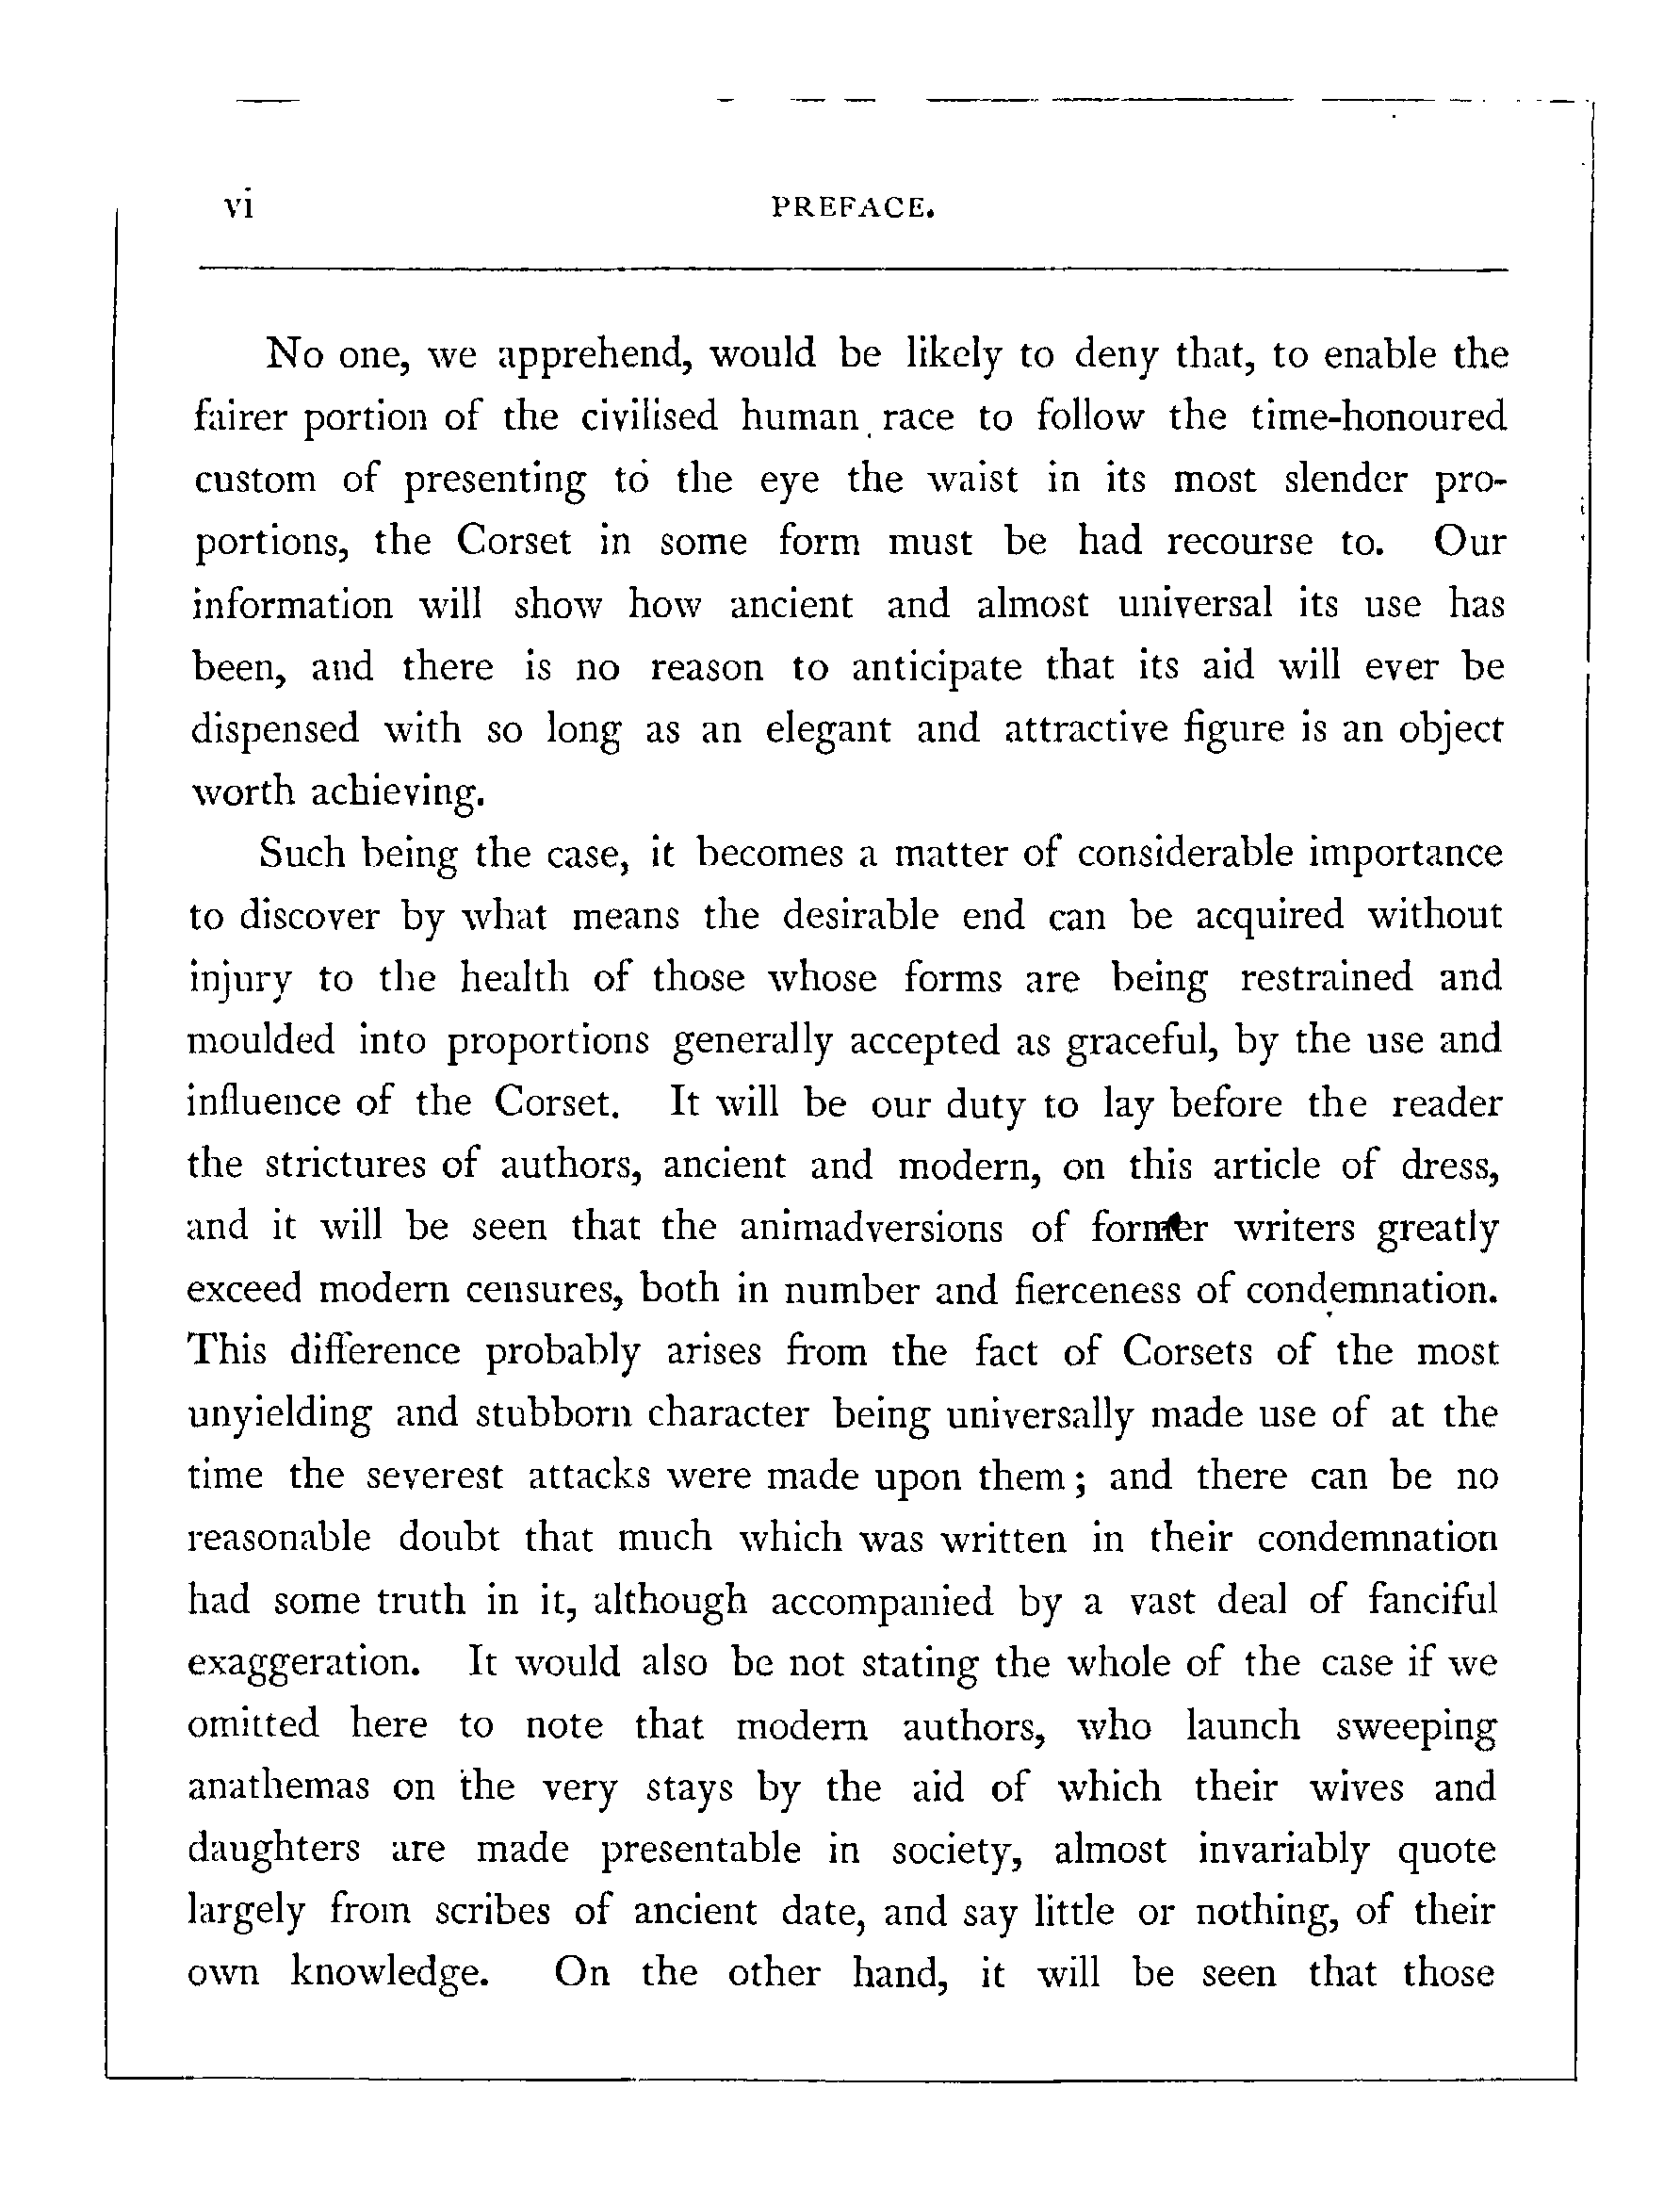 vi PREFACE.
No one, we apprehend, would be likely to deny that, to enable the
fairer portion of the civilised human race to follow the time-honoured
custom of presenting to the eye the waist in its most slender pro-
portions, the Corset in some form must be had recourse to. Our
information will show how ancient and almost universal its use has
been, and there is no reason to anticipate that its aid will ever be
dispensed with so long as an elegant and attractive figure is an object
worth achieving.
Such being the case, it becomes a matter of considerable importance
to discover by what means the desirable end can be acquired without
injury to the health of those whose forms are being restrained and
moulded into proportions generally accepted as graceful, by the use and
influence of the Corset. It will be our duty to lay before the reader
the strictures of authors, ancient and modern, on this article of dress,
and it will be seen that the animadversions of former writers greatly
exceed modern censures, both in number and fierceness of condemnation.
This difference probably arises from the fact of Corsets of the most
unyielding and stubborn character being universally made use of at the
time the severest attacks were made upon them; and there can be no
reasonable doubt that much which was written in their condemnation
had some truth in it, although accompanied by a vast deal of fanciful
exaggeration. It would also be not stating the whole of the case if we
omitted here to note that modern authors, who launch sweeping
anathemas on the very stays by the aid of which their wives and
daughters are made presentable in society, almost invariably quote
largely from scribes of ancient date, and say little or nothing, of their
own knowledge. On the other hand, it will be seen that those